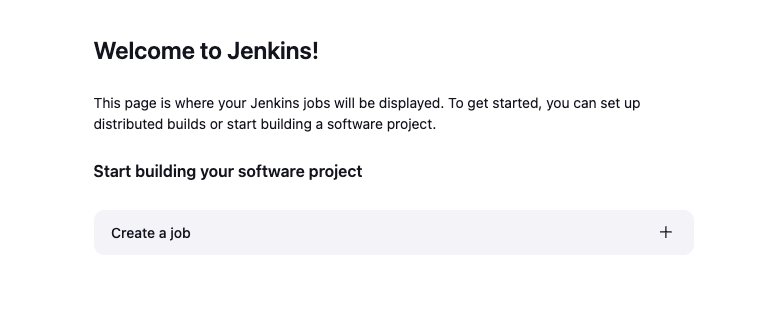 Welcome to Jenkins!
This page is where your Jenkins jobs will be displayed. To get started, you can set up
distributed builds or start building a software project.
Start building your software project
Create a job